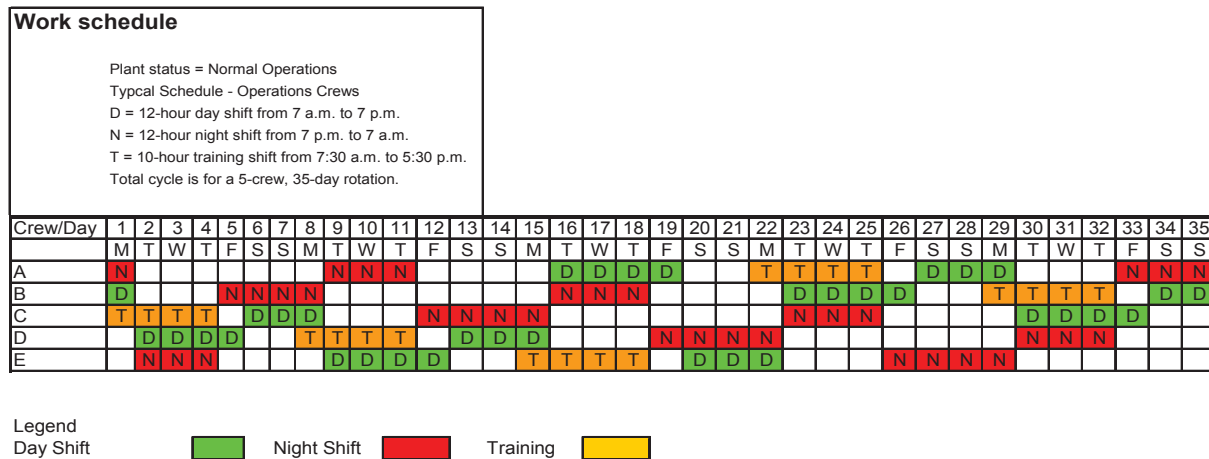 Work schedule
Plant status = Normal Operations
Typcal Schedule - Operations Crews
D = 12-hour day shift from 7 a.m. to 7 p.m.
N = 12-hour night shift from 7 p.m. to 7 a.m.
T = 10-hour training shift from 7:30 a.m. to 5:30 p.m.
Total cycle is for a 5-crew, 35-day rotation.
Crew/Day 1 2 3 4 5 6 7 8 9 10 11 12 13 14 15 16 17 18 19 20 21 22 23 24 25 26 27 28 29 30 31 32 33 34 35
M T W T F S S M T W T F S S M T W T F S S M T W T F S S M T W T F S S
A N N N N D D D D T T T T D D D N N N
B D N N N N N N N D D D D T T T T D D
C T T T T D D D N N N N N N N D D D D
D D D D D T T T T D D D N N N N N N N
E N N N D D D D T T T T D D D N N N N
Legend
Day Shift Night Shift Training